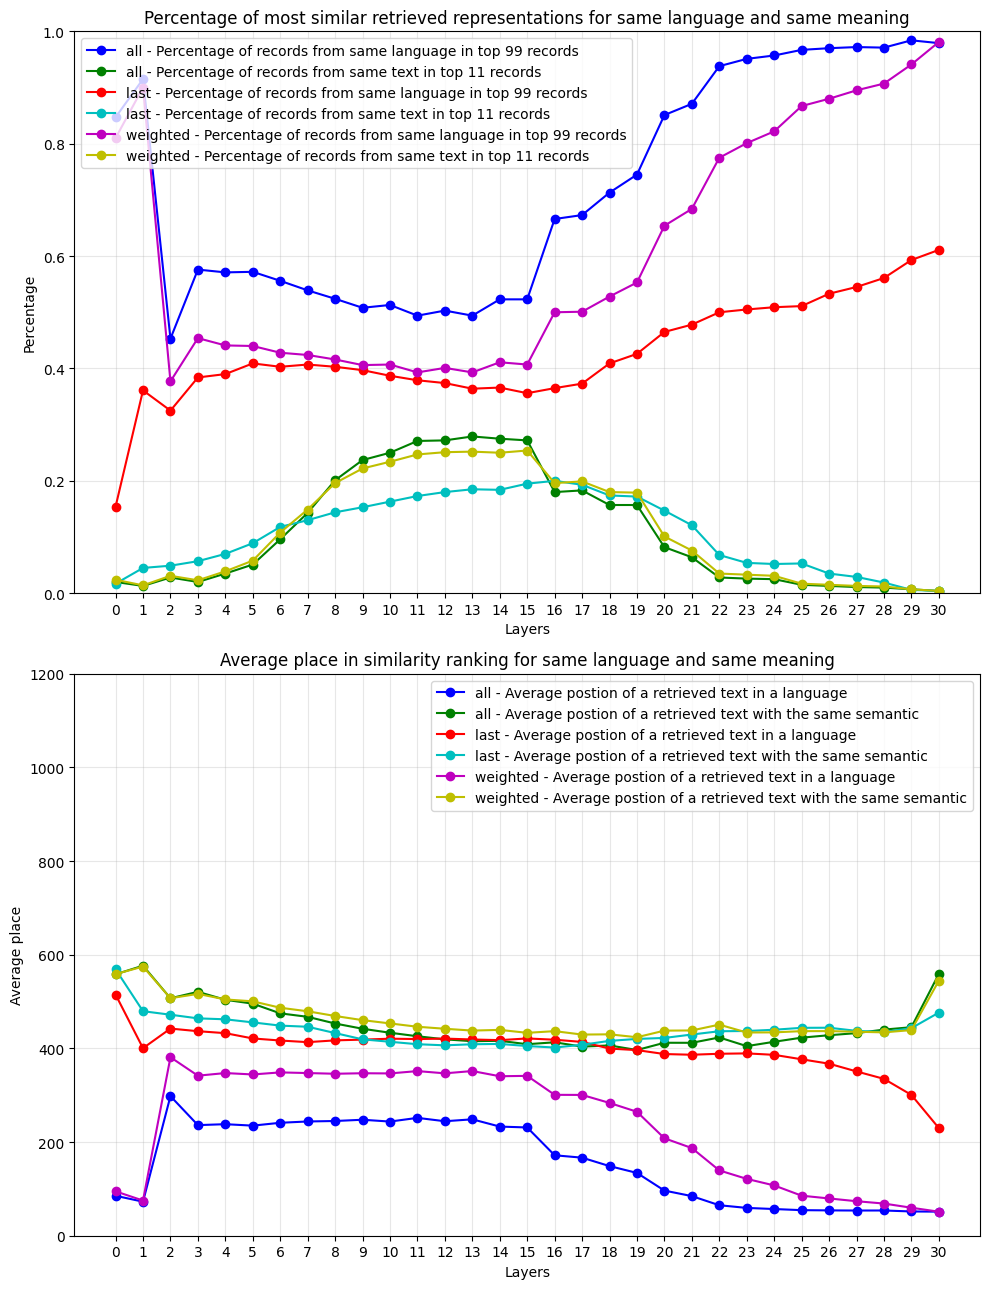 Percentage of most similar retrieved representations for same language and same meaning
1.0
0.8
0.6
0.4
0.2
0.0
Percentage
all - Percentage of records from same language in top 99 records
all - Percentage of records from same text in top 11 records
last - Percentage of records from same language in top 99 records
last - Percentage of records from same text in top 11 records
weighted - Percentage of records from same language in top 99 records
weighted - Percentage of records from same text in top 11 records
0 1 2 3 4 5 6 7 8 9 10 11 12 13 14 15 16 17 18 19 20 21 22 23 24 25 26 27 28 29 30
Layers
Average place in similarity ranking for same language and same meaning
1200
1000
800
600
400
200
0
Average place
all - Average postion of a retrieved text in a language
all - Average postion of a retrieved text with the same semantic
last - Average postion of a retrieved text in a language
last - Average postion of a retrieved text with the same semantic
weighted - Average postion of a retrieved text in a language
weighted - Average postion of a retrieved text with the same semantic
0 1 2 3 4 5 6 7 8 9 10 11 12 13 14 15 16 17 18 19 20 21 22 23 24 25 26 27 28 29 30
Layers